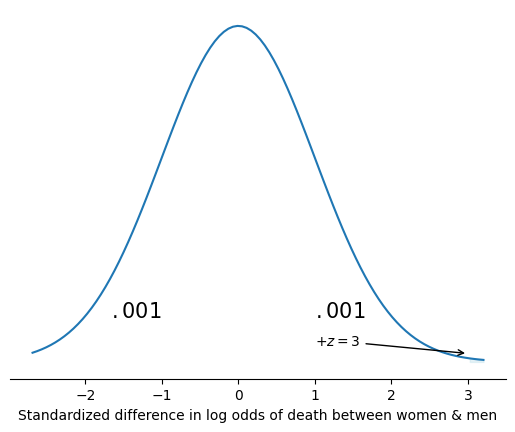 .001 .001
+z = 3
−2 −1 0 1 2 3
Standardized difference in log odds of death between women & men